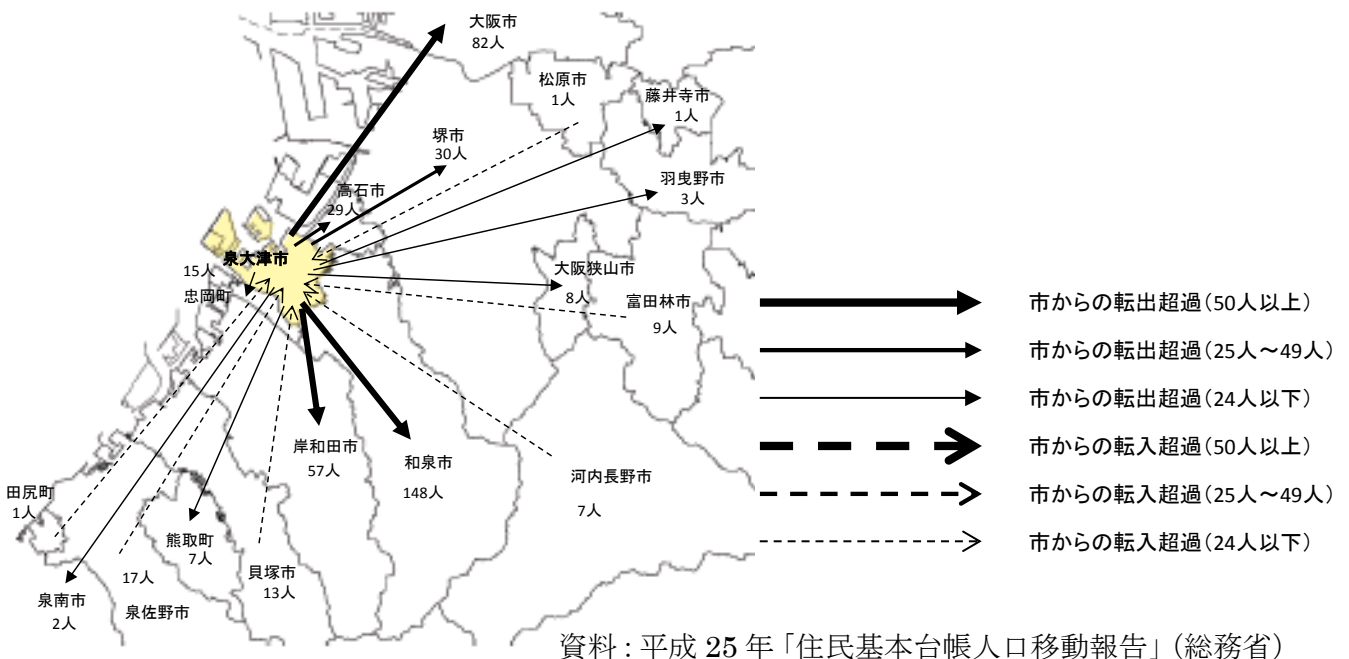 大阪市
82人
松原市
1人
藤井寺市
1人
堺市
30人
羽曳野市
3人
高石市
29人
泉大津市
15人
忠岡町
大阪狭山市
8人
富田林市
9人
岸和田市
57人
和泉市
148人
河内長野市
7人
田尻町
1人
熊取町
7人
貝塚市
13人
17人
泉佐野市
泉南市
2人
市からの転出超過（50人以上）
市からの転出超過（25人～49人）
市からの転出超過（24人以下）
市からの転入超過（50人以上）
市からの転入超過（25人～49人）
市からの転入超過（24人以下）
資料：平成 25 年「住民基本台帳人口移動報告」（総務省）